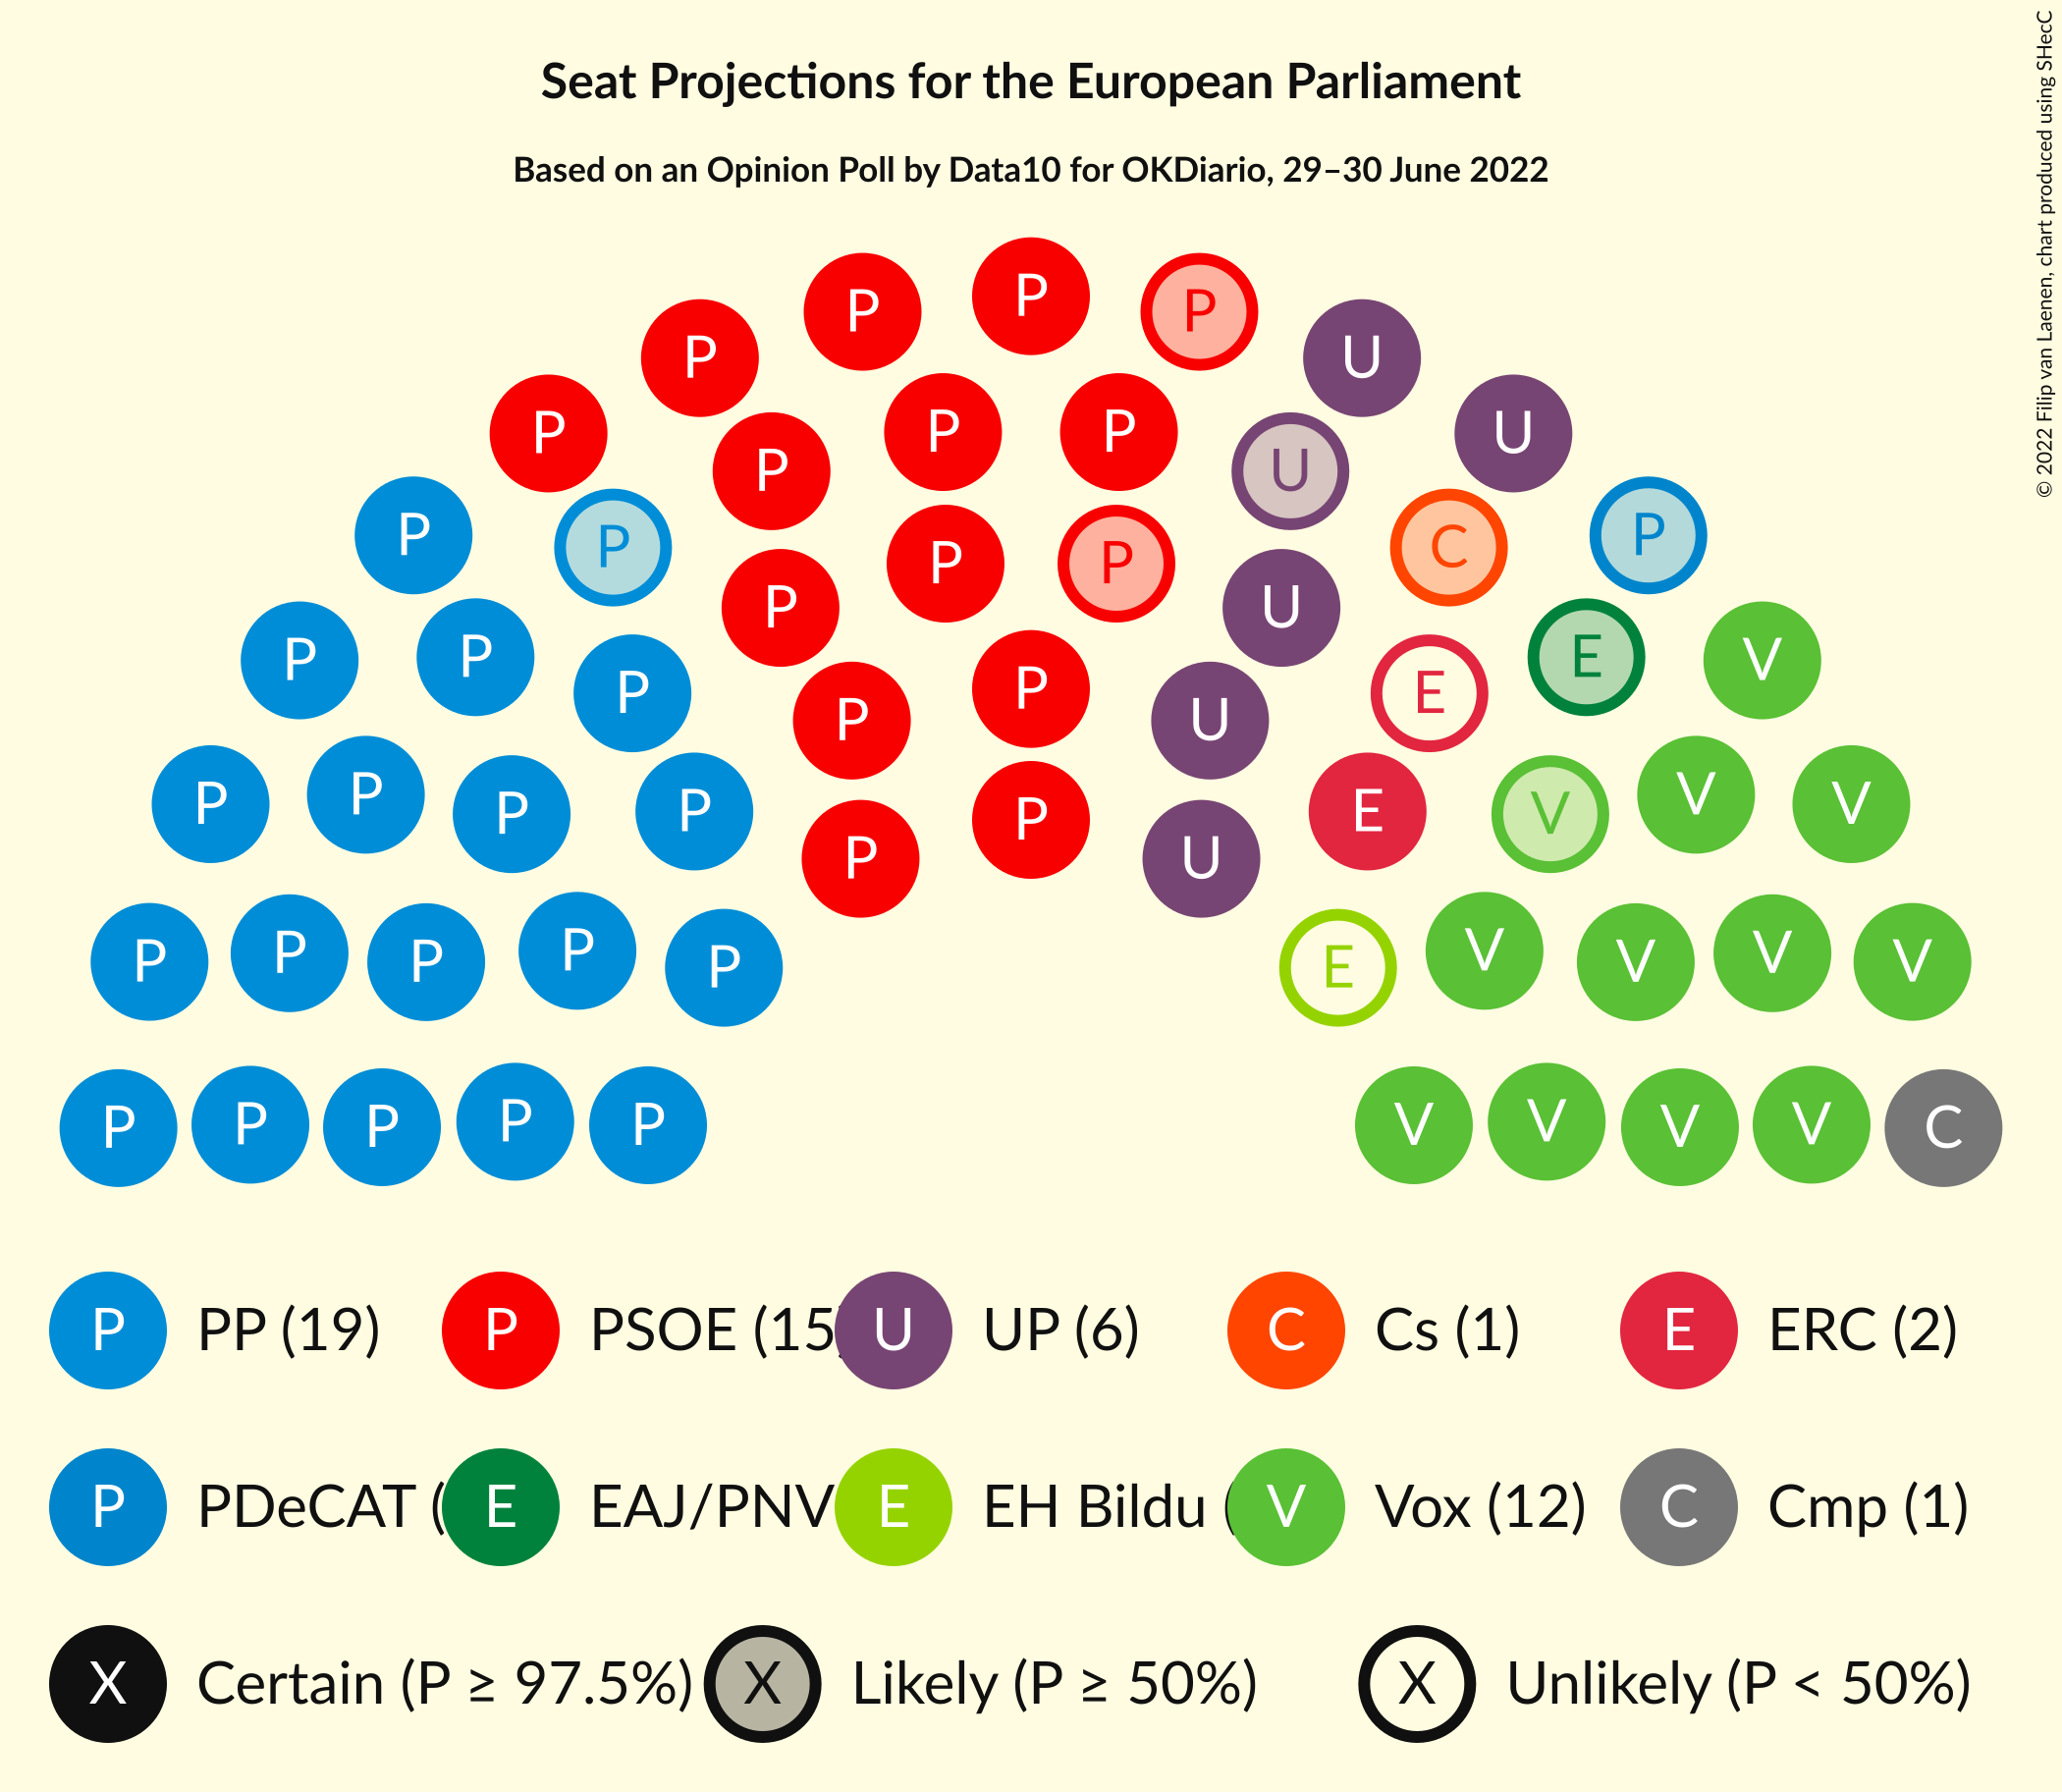 Seat Projections for the European Parliament
Based on an Opinion Poll by Data10 for OKDiario, 29–30 June 2022
© 2022 Filip van Laenen, chart produced using SHecC
P
P P
P P
P U
P P
P U
P U
P P C P
P P P
P U
P P E V
P E
P P U
P P E V
P P V V
P P V
P U
P P P V V V
P P E V
P P P P P V V V V C
P PP (19) P PSOE (15 U UP (6) C Cs (1) E ERC (2)
P PDeCAT ( E EAJ/PNV E EH Bildu ( V Vox (12) C Cmp (1)
X Certain (P ≥ 97.5%) X Likely (P ≥ 50%) X Unlikely (P < 50%)